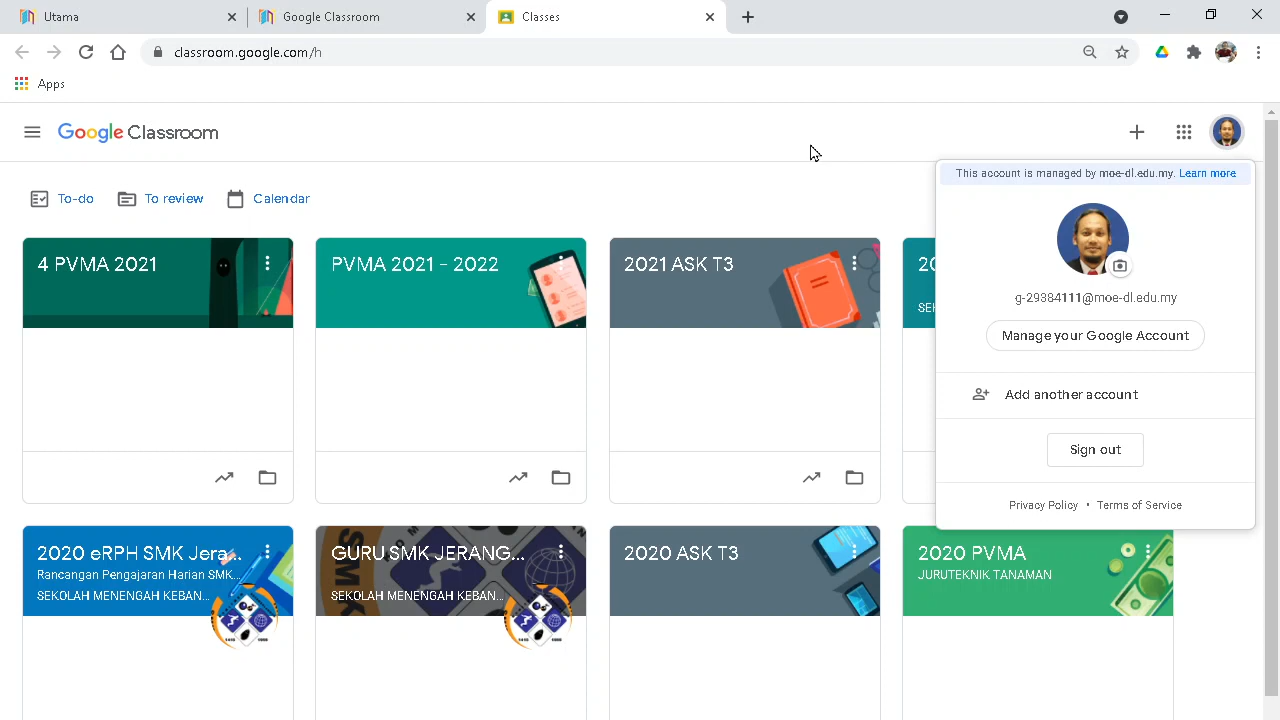 Utama
Google Classroom
Classes
classroom.google.com/h
Apps
Google Classroom
This account is managed by moe-dl.edu.my. Learn more
g-29384111@moe-dl.edu.my
Manage your Google Account
Add another account
Sign out
Privacy Policy • Terms of Service
To-do
To review
Calendar
4 PVMA 2021
PVMA 2021 - 2022
2021 ASK T3
20
SEK
2020 eRPH SMK Jera...
Rancangan Pengajaran Harian SMK...
SEKOLAH MENENGAH KEBAN...
GURU SMK JERANG...
SEKOLAH MENENGAH KEBAN...
2020 ASK T3
2020 PVMA
JURUTEKNIK TANAMAN